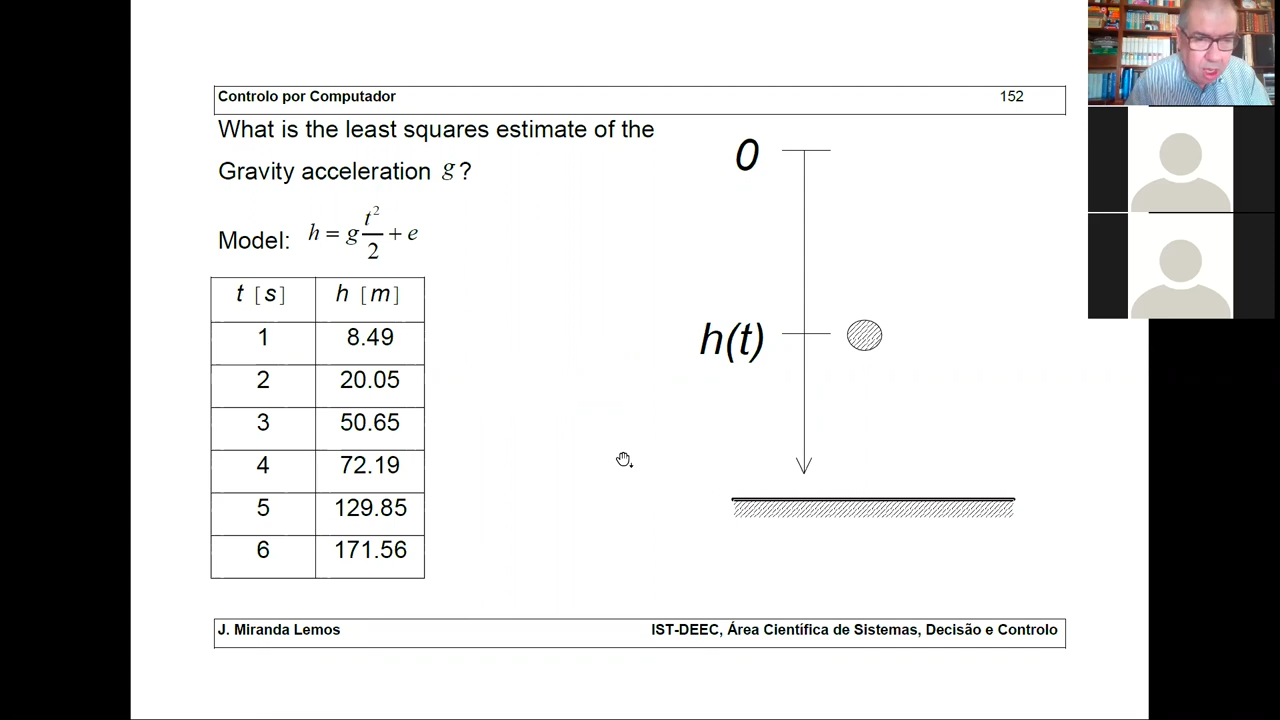 Controlo por Computador 152
What is the least squares estimate of the
Gravity acceleration g ?
Model: h = g t²/2 + e
t [s] h [m]
1 8.49
2 20.05
3 50.65
4 72.19
5 129.85
6 171.56
0
h(t)
J. Miranda Lemos IST-DEEC, Área Científica de Sistemas, Decisão e Controlo